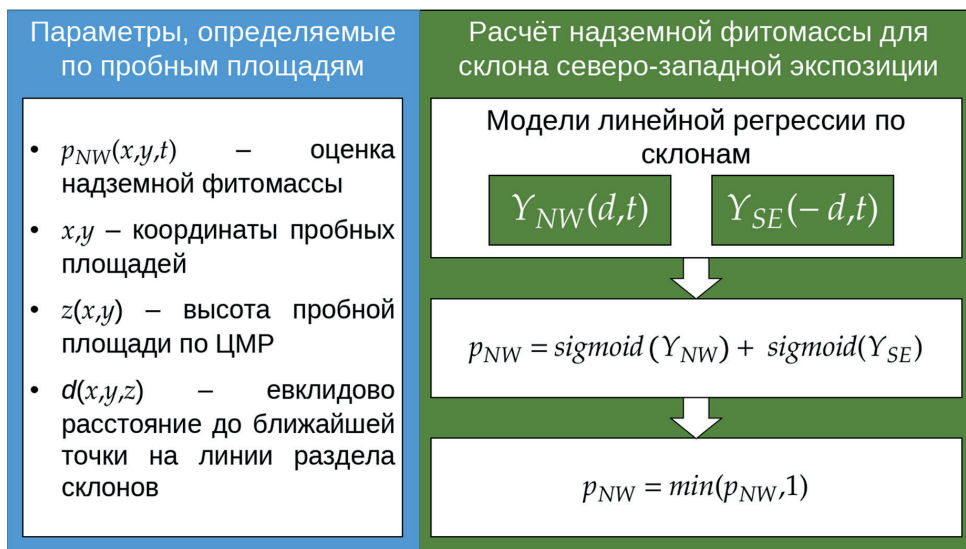 Параметры, определяемые
по пробным площадям
• p_NW(x,y,t) – оценка
надземной фитомассы
• x,y – координаты пробных
площадей
• z(x,y) – высота пробной
площади по ЦМР
• d(x,y,z) – евклидово
расстояние до ближайшей
точки на линии раздела
склонов
Расчёт надземной фитомассы для
склона северо-западной экспозиции
Модели линейной регрессии по
склонам
Y_NW(d,t) Y_SE(– d,t)
p_NW = sigmoid (Y_NW) + sigmoid(Y_SE)
p_NW = min(p_NW,1)